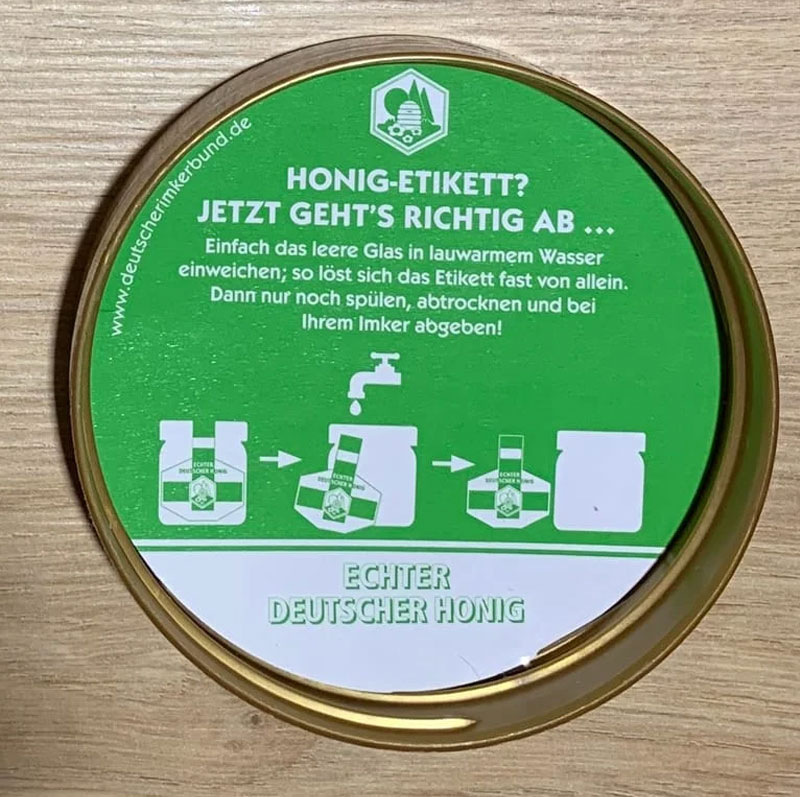 www.deutscherimkerbund.de
HONIG-ETIKETT?
JETZT GEHT'S RICHTIG AB ...
Einfach das leere Glas in lauwarmem Wasser
einweichen; so löst sich das Etikett fast von allein.
Dann nur noch spülen, abtrocknen und bei
Ihrem Imker abgeben!
ECHTER
DEUTSCHER HONIG
ECHTER
DEUTSCHER HONIG
ECHTER
DEUTSCHER HONIG
ECHTER
DEUTSCHER HONIG